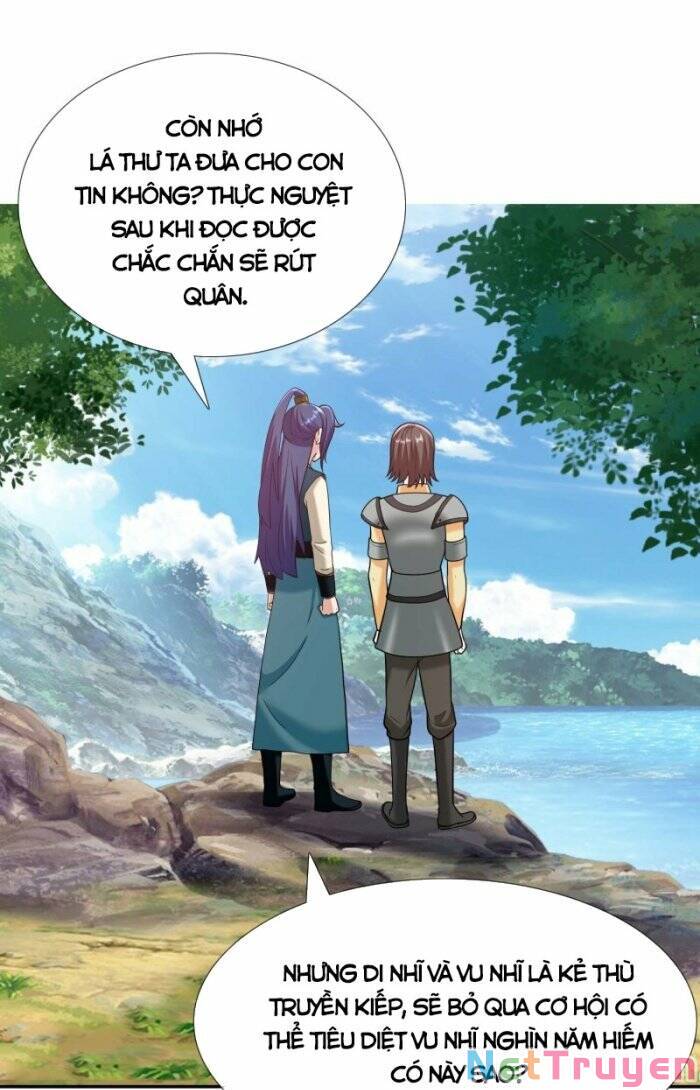 CÒN NHỚ
LÁ THƯ TA ĐƯA CHO CON
TIN KHÔNG? THỰC NGUYỆT
SAU KHI ĐỌC ĐƯỢC
CHẮC CHẮN SẼ RÚT
QUÂN.
NHƯNG DI NHĨ VÀ VU NHĨ LÀ KẺ THÙ
TRUYỀN KIẾP, SẼ BỎ QUA CƠ HỘI CÓ
THỂ TIÊU DIỆT VU NHĨ NGHÌN NĂM HIẾM
CÓ NÀY SAO?
NetTruyen